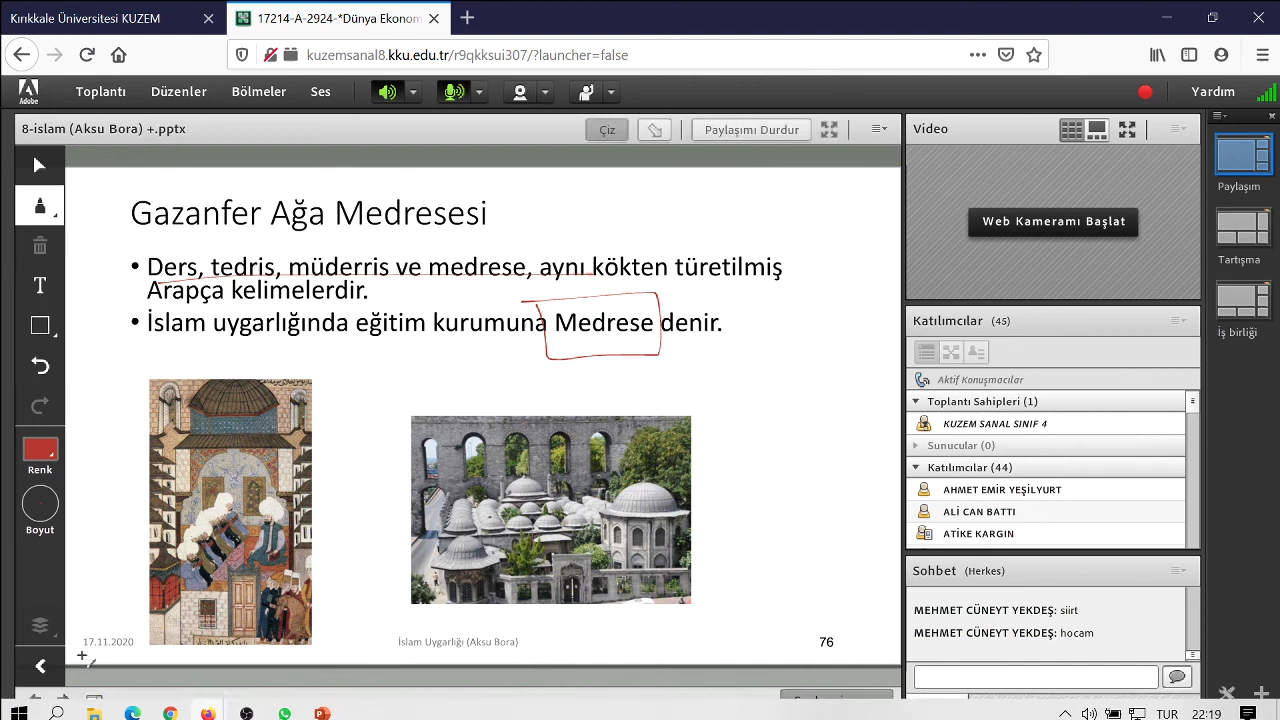 Kırıkkale Üniversitesi KUZEM
17214-A-2924-*Dünya Ekonom
kuzemsanal8.kku.edu.tr/r9qkksui307/?launcher=false
Adobe
Toplantı Düzenler Bölmeler Ses Yardım
8-islam (Aksu Bora) +.pptx
Çiz
Paylaşımı Durdur
Gazanfer Ağa Medresesi
• Ders, tedris, müderris ve medrese, aynı kökten türetilmiş
Arapça kelimelerdir.
• İslam uygarlığında eğitim kurumuna Medrese denir.
17.11.2020
İslam Uygarlığı (Aksu Bora)
76
T
Renk
Boyut
Video
Web Kameramı Başlat
Katılımcılar (45)
Aktif Konuşmacılar
Toplantı Sahipleri (1)
KUZEM SANAL SINIF 4
Sunucular (0)
Katılımcılar (44)
AHMET EMİR YEŞİLYURT
ALİ CAN BATTI
ATİKE KARGIN
Sohbet (Herkes)
MEHMET CÜNEYT YEKDEŞ: siirt
MEHMET CÜNEYT YEKDEŞ: hocam
Paylaşım
Tartışma
İş birliği
TUR 22:19